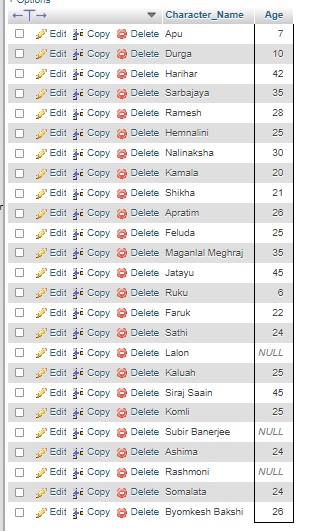 Options
Character_Name Age
Edit Copy Delete Apu 7
Edit Copy Delete Durga 10
Edit Copy Delete Harihar 42
Edit Copy Delete Sarbajaya 35
Edit Copy Delete Ramesh 28
Edit Copy Delete Hemnalini 25
Edit Copy Delete Nalinaksha 30
Edit Copy Delete Kamala 20
Edit Copy Delete Shikha 21
Edit Copy Delete Apratim 26
Edit Copy Delete Feluda 25
Edit Copy Delete Maganlal Meghraj 35
Edit Copy Delete Jatayu 45
Edit Copy Delete Ruku 6
Edit Copy Delete Faruk 22
Edit Copy Delete Sathi 24
Edit Copy Delete Lalon NULL
Edit Copy Delete Kaluah 25
Edit Copy Delete Siraj Saain 45
Edit Copy Delete Komli 25
Edit Copy Delete Subir Banerjee NULL
Edit Copy Delete Ashima 24
Edit Copy Delete Rashmoni NULL
Edit Copy Delete Somalata 24
Edit Copy Delete Byomkesh Bakshi 26